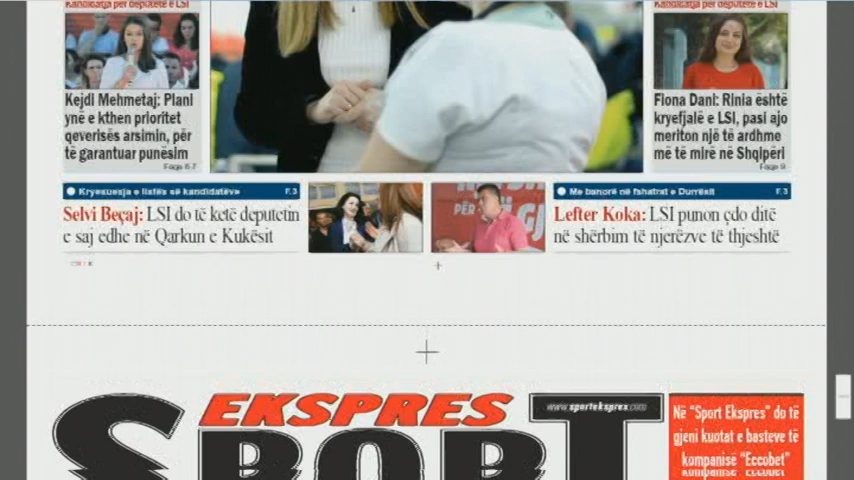 Kandidatja për deputete e LSI
Kandidatja për deputete e LSI
Kejdi Mehmetaj: Plani
ynë e kthen prioritet
qeverisës arsimin, për
të garantuar punësim
Faqe 6-7
Fiona Dani: Rinia është
kryefjalë e LSI, pasi ajo
meriton një të ardhme
më të mirë në Shqipëri
Faqe 9
Kryesuesja e listës së kandidatëve F.3
Selvi Beçaj: LSI do të ketë deputetin
e saj edhe në Qarkun e Kukësit
Me banorë në fshatrat e Durrësit F.3
Lefter Koka: LSI punon çdo ditë
në shërbim të njerëzve të thjeshtë
EKSPRES
SPORT
www.sportekspres.com
Në "Sport Ekspres" do të
gjeni kuotat e basteve të
kompanisë "Eccobet"